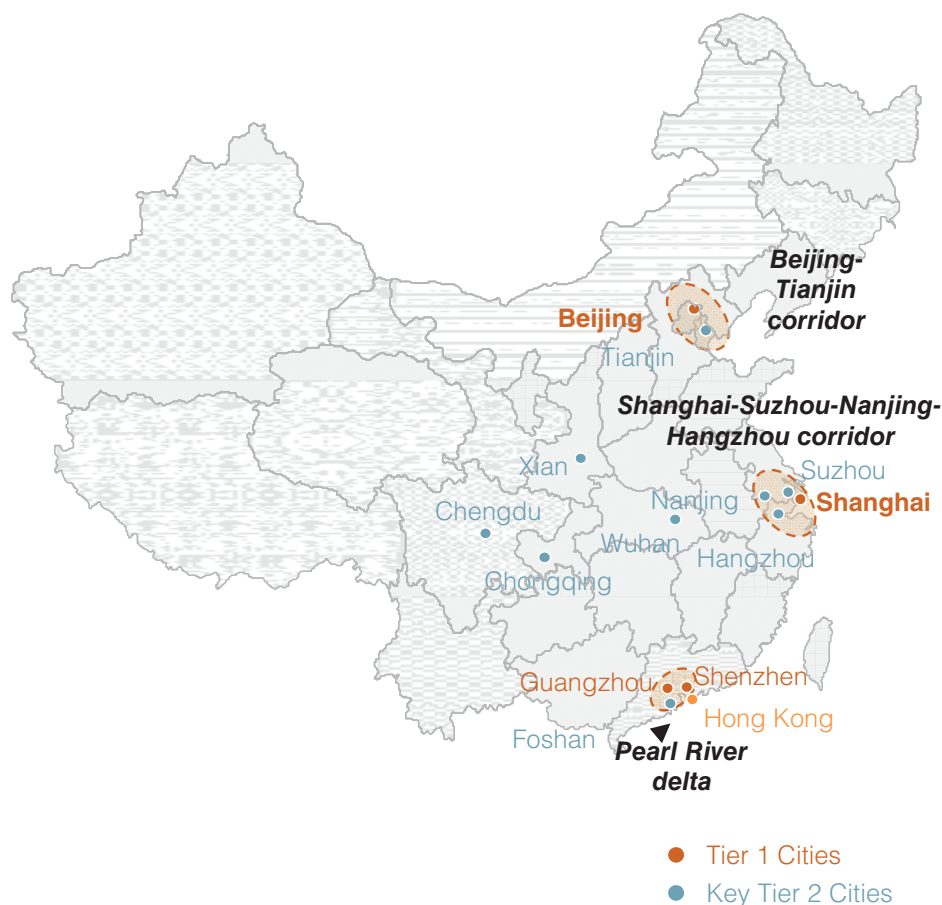 Beijing-
Tianjin
corridor
Beijing
Tianjin
Shanghai-Suzhou-Nanjing-
Hangzhou corridor
Xian
Suzhou
Nanjing
Shanghai
Chengdu
Wuhan
Hangzhou
Chongqing
Guangzhou
Shenzhen
Hong Kong
Foshan
Pearl River
delta
Tier 1 Cities
Key Tier 2 Cities